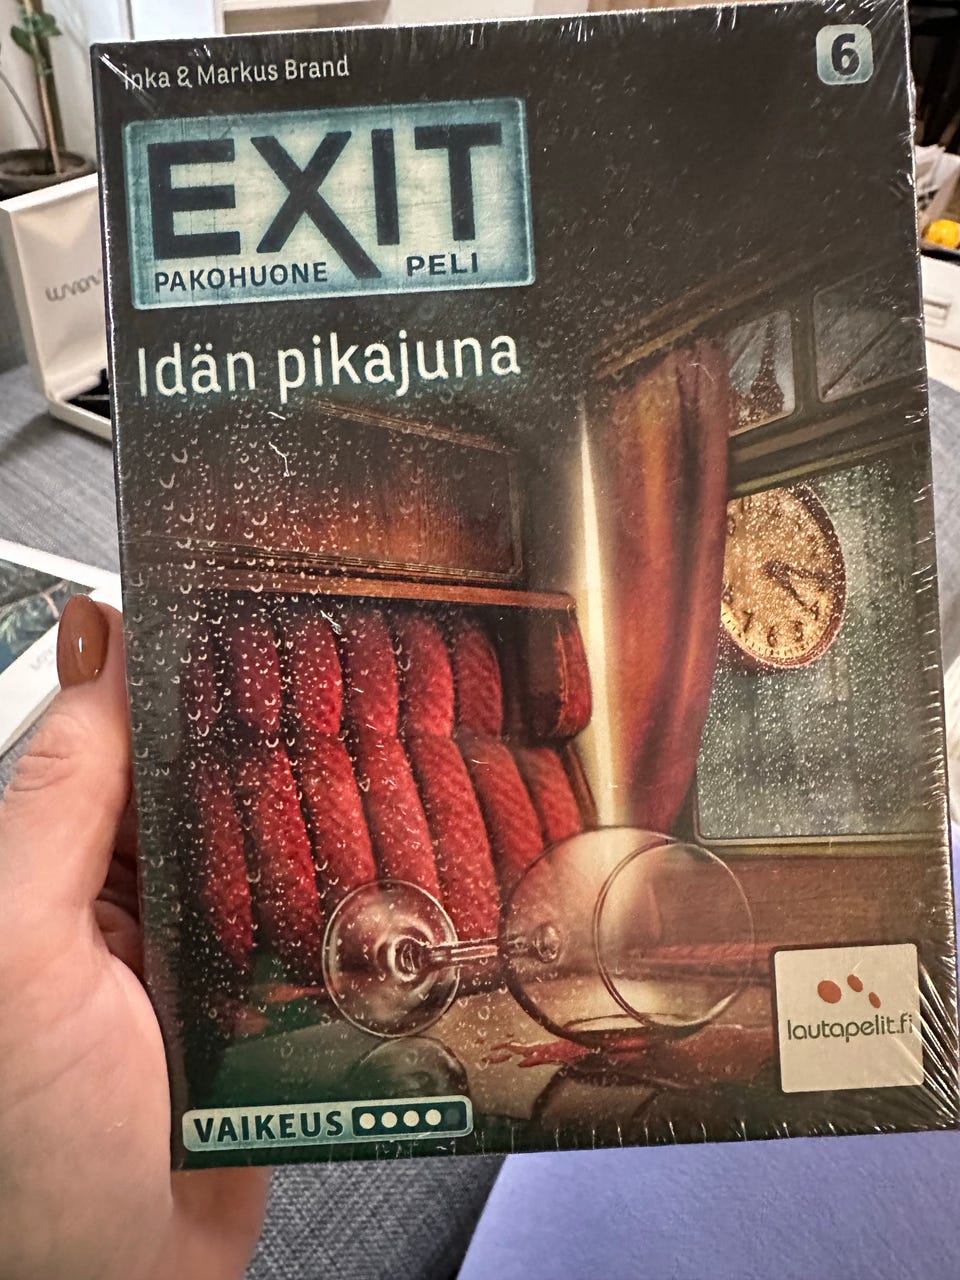 Inka & Markus Brand
6
EXIT
PAKOHUONE PELI
Idän pikajuna
lautapelit.fi
VAIKEUS